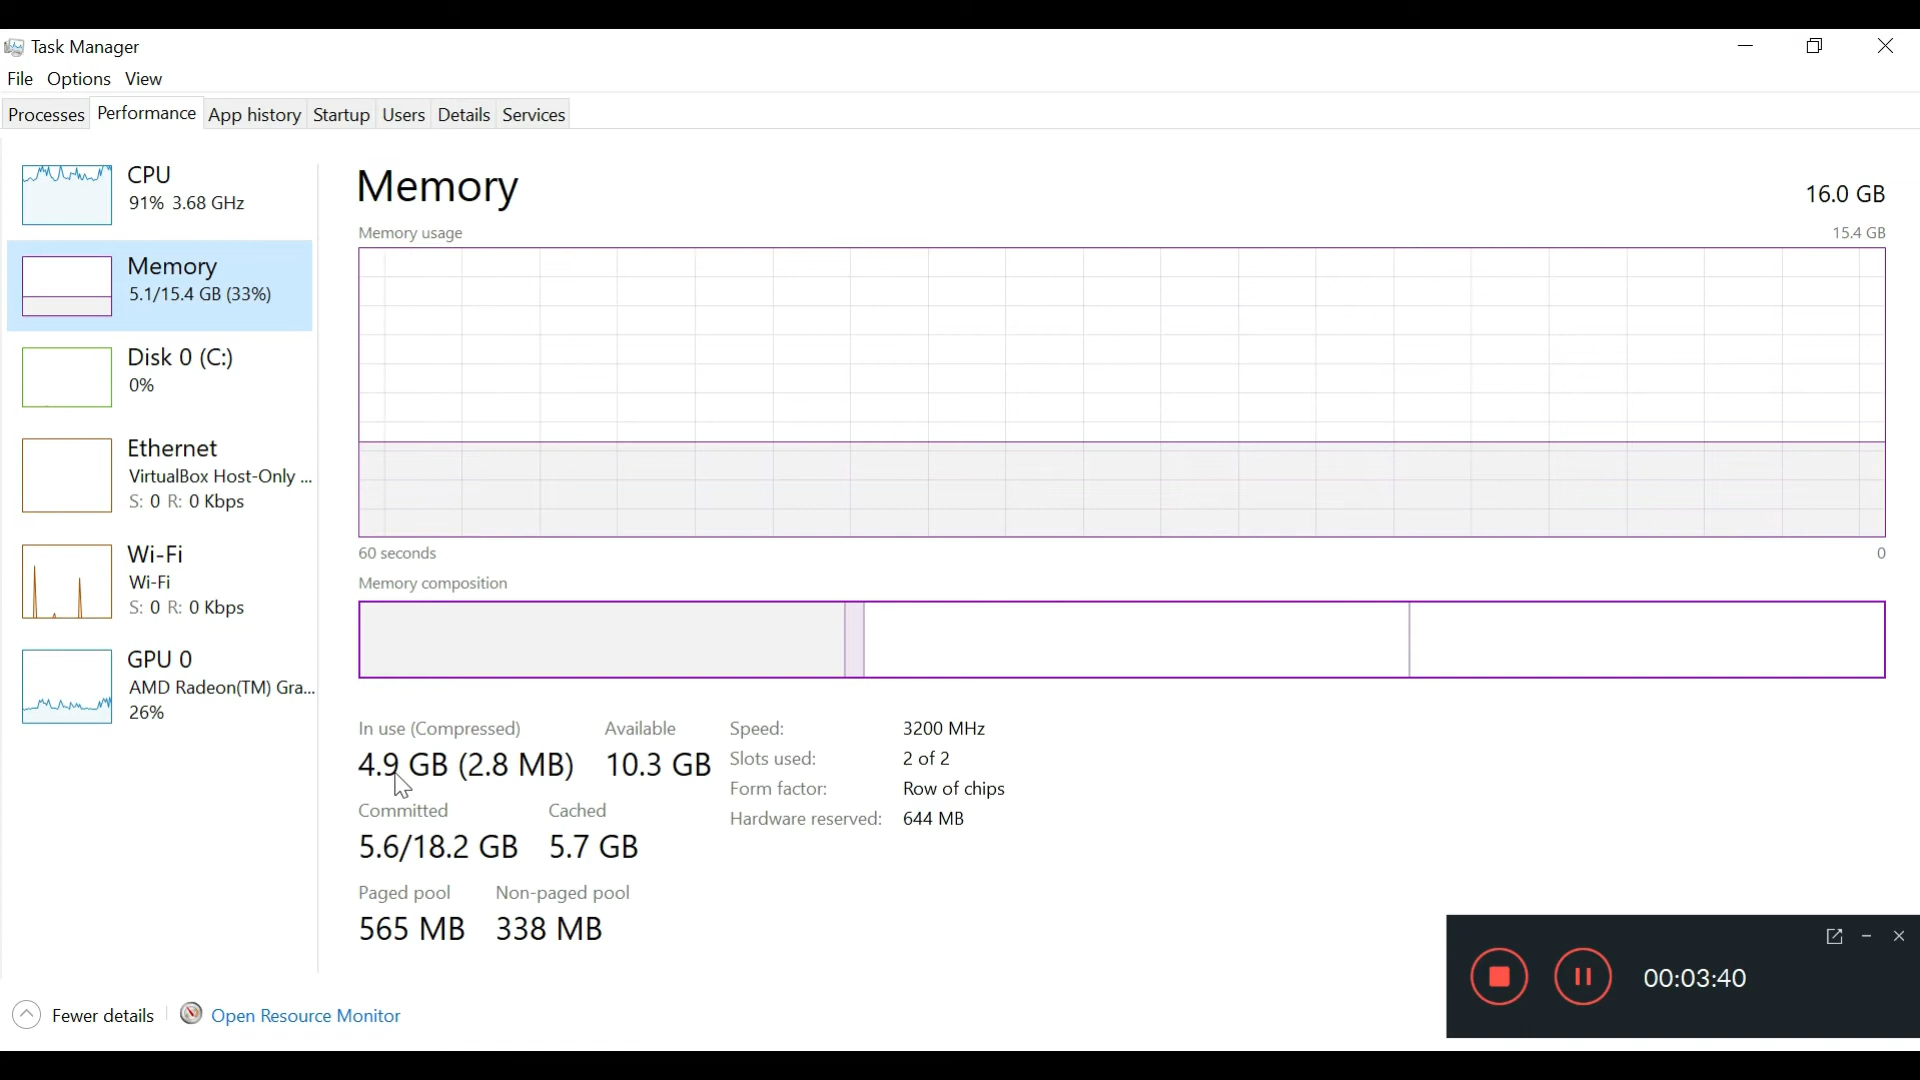 Task Manager
File Options View
Processes Performance App history Startup Users Details Services
CPU
91% 3.68 GHz
Memory
5.1/15.4 GB (33%)
Disk 0 (C:)
0%
Ethernet
VirtualBox Host-Only ...
S: 0 R: 0 Kbps
Wi-Fi
Wi-Fi
S: 0 R: 0 Kbps
GPU 0
AMD Radeon(TM) Gra...
26%
Memory
16.0 GB
Memory usage
15.4 GB
60 seconds
0
Memory composition
In use (Compressed)
4.9 GB (2.8 MB)
Available
10.3 GB
Committed
5.6/18.2 GB
Cached
5.7 GB
Paged pool
565 MB
Non-paged pool
338 MB
Speed: 3200 MHz
Slots used: 2 of 2
Form factor: Row of chips
Hardware reserved: 644 MB
Fewer details
Open Resource Monitor
00:03:40